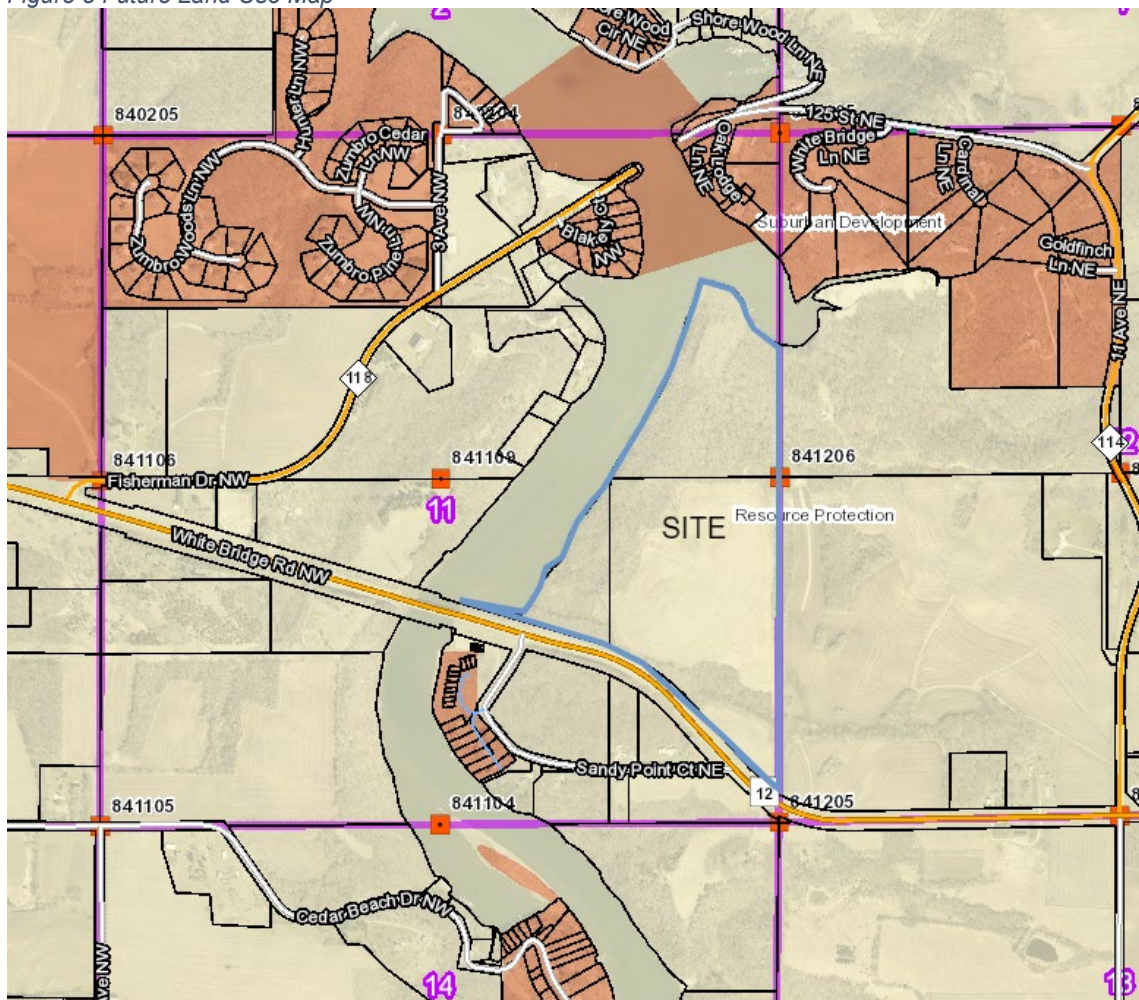 Figure 3 Future Land Use Map
2
Shore Wood Ln NE
Cir NE
Hunter Ln NW
840205
125 St NE
Zumbro Cedar
Ln NW
Oak Lodge
Ln NE
White Bridge
Ln NE
Cardinal
Ln NE
Zumbro Woods Ln NW
3 Ave NW
Blakely Ct
NW
Suburban Development
Zumbro Pine
Ln NW
Goldfinch
Ln NE
11 Ave NE
118
114
841106
841109
841206
Fisherman Dr NW
11
SITE
Resource Protection
White Bridge Rd NW
Sandy Point Ct NE
12
841105
841104
841205
Cedar Beach Dr NW
Ave NW
14
13